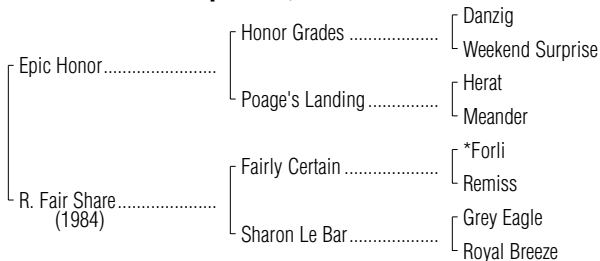 Danzig
Honor Grades ....................
Weekend Surprise
Epic Honor.........................
Herat
Poage's Landing ................
Meander
*Forli
Fairly Certain .....................
Remiss
R. Fair Share......................
(1984)
Grey Eagle
Sharon Le Bar....................
Royal Breeze